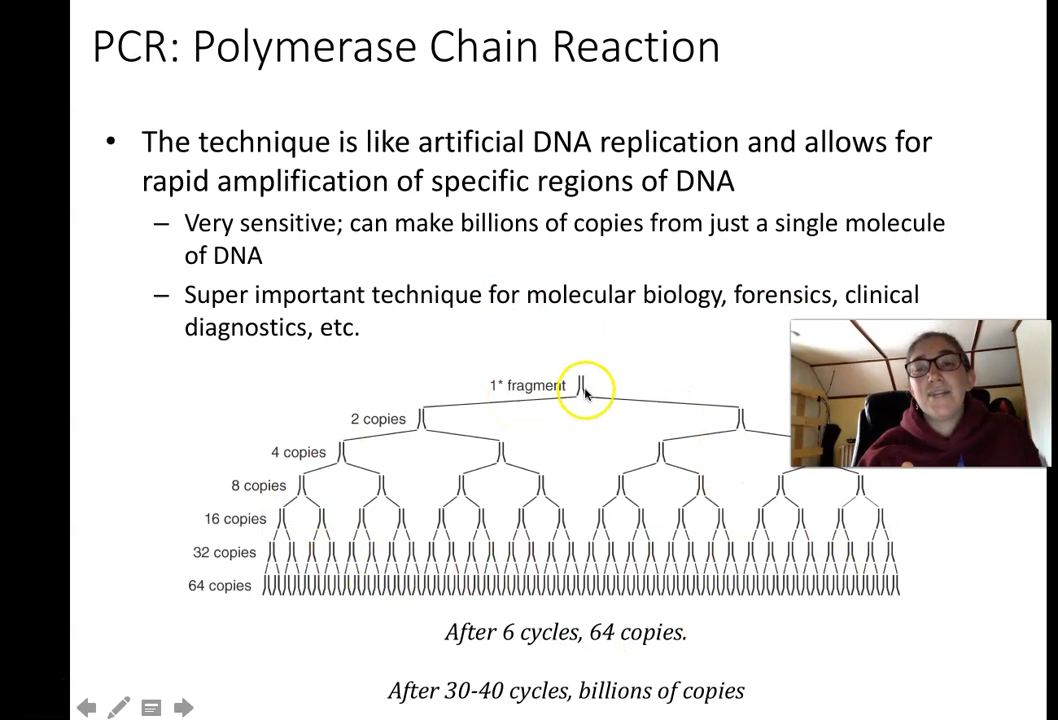 PCR: Polymerase Chain Reaction
• The technique is like artificial DNA replication and allows for
rapid amplification of specific regions of DNA
– Very sensitive; can make billions of copies from just a single molecule
of DNA
– Super important technique for molecular biology, forensics, clinical
diagnostics, etc.
1* fragment
2 copies
4 copies
8 copies
16 copies
32 copies
64 copies
After 6 cycles, 64 copies.
After 30-40 cycles, billions of copies